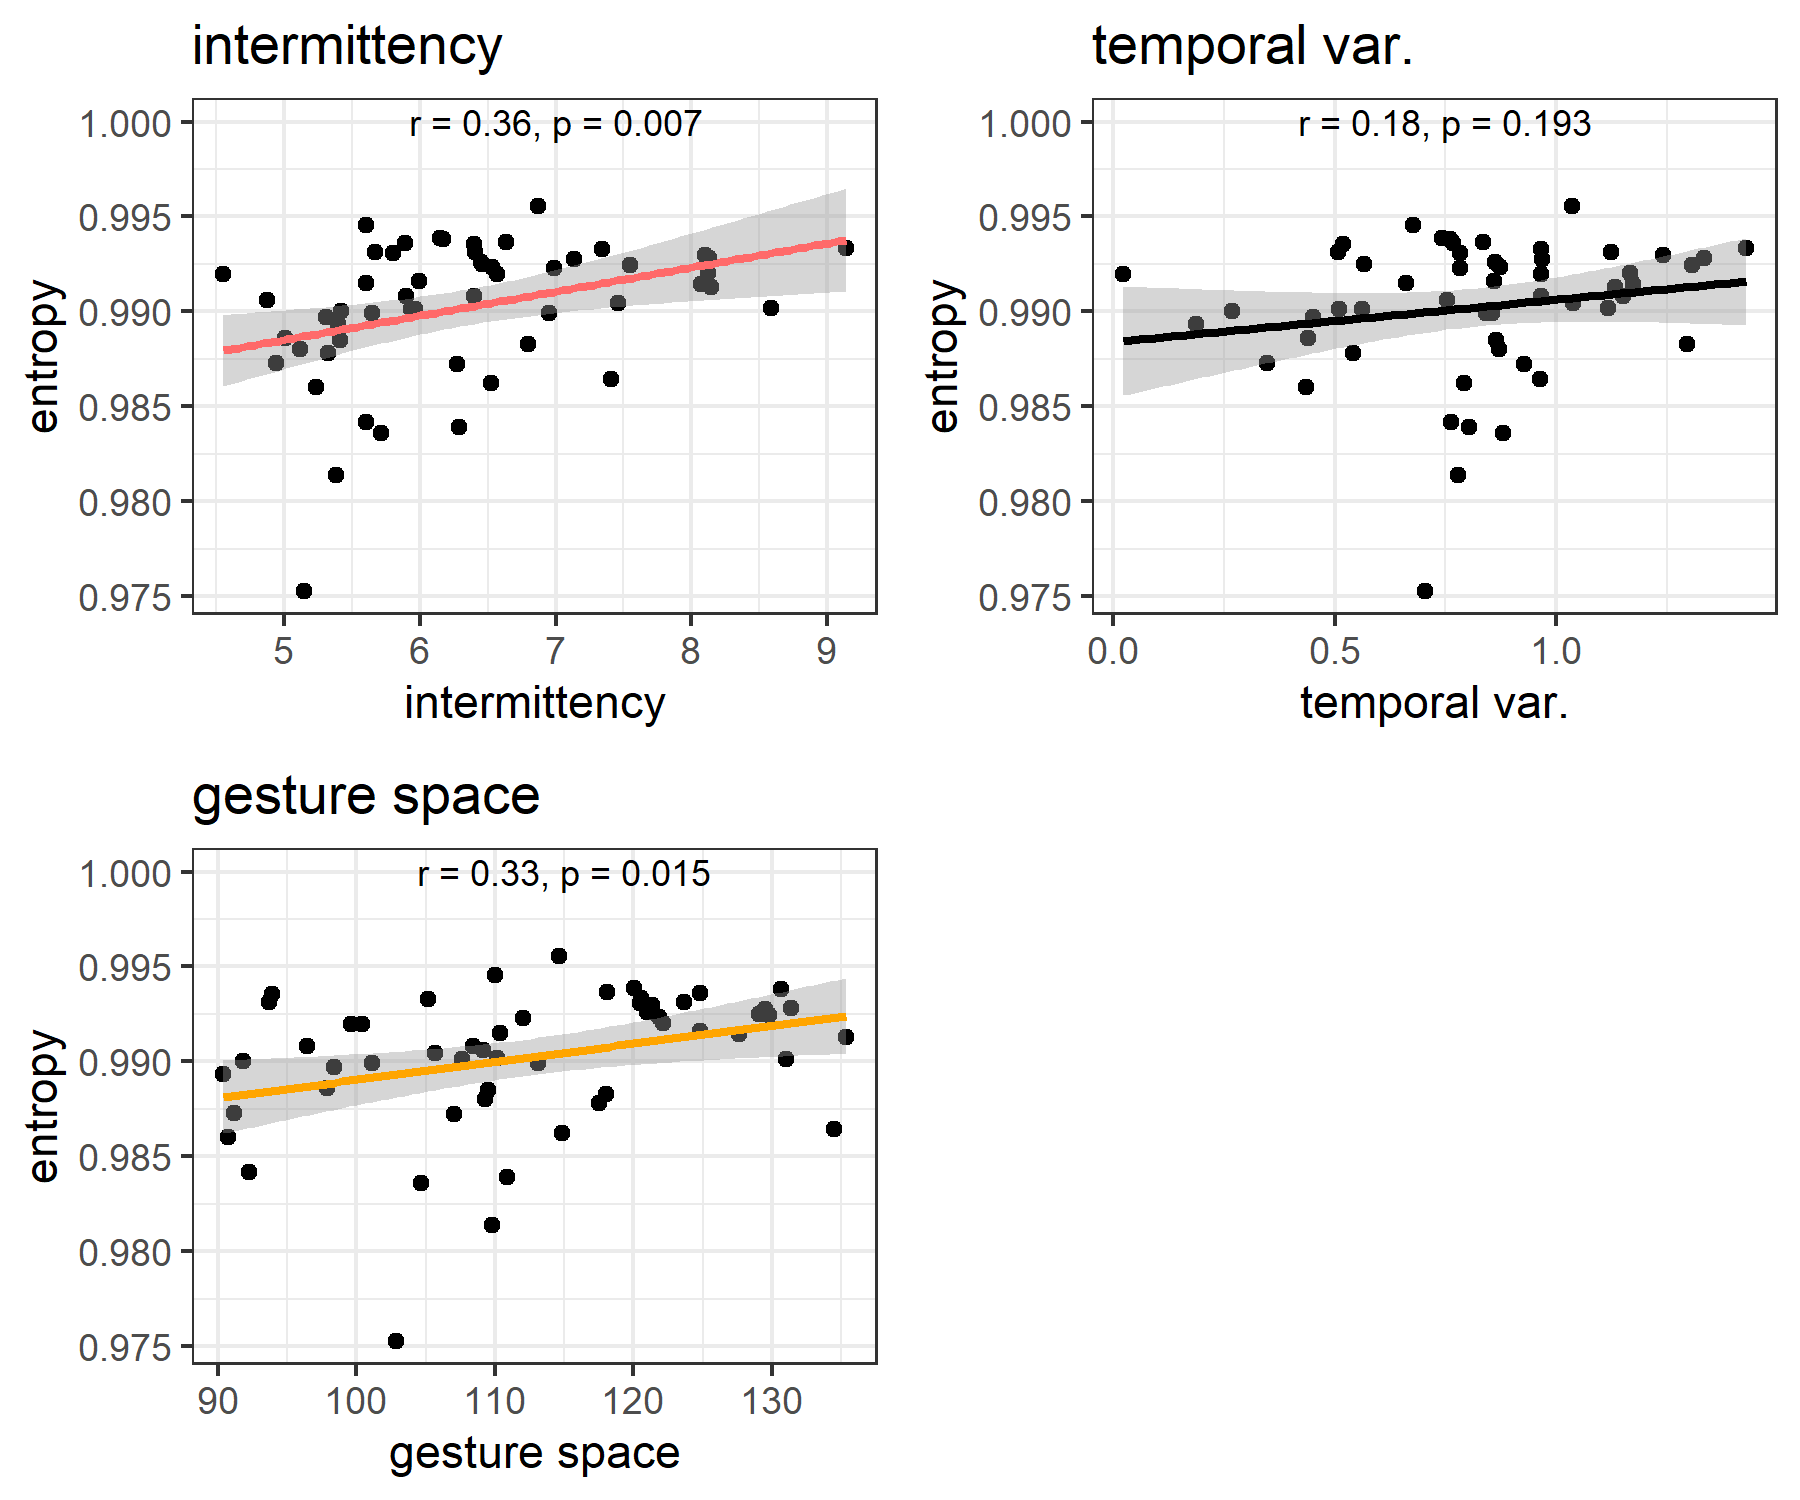 intermittency
r = 0.36, p = 0.007
1.000
0.995
0.990
0.985
0.980
0.975
entropy
5 6 7 8 9
intermittency
temporal var.
r = 0.18, p = 0.193
1.000
0.995
0.990
0.985
0.980
0.975
entropy
0.0 0.5 1.0
temporal var.
gesture space
r = 0.33, p = 0.015
1.000
0.995
0.990
0.985
0.980
0.975
entropy
90 100 110 120 130
gesture space